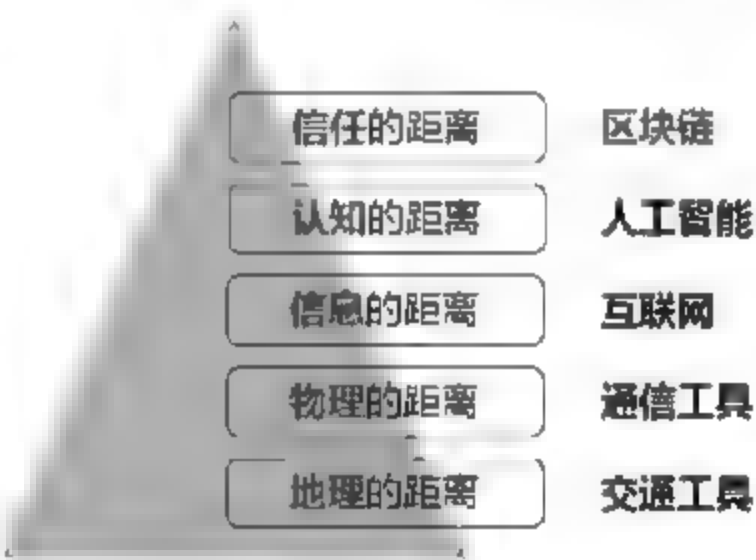 信任的距离 区块链
认知的距离 人工智能
信息的距离 互联网
物理的距离 通信工具
地理的距离 交通工具